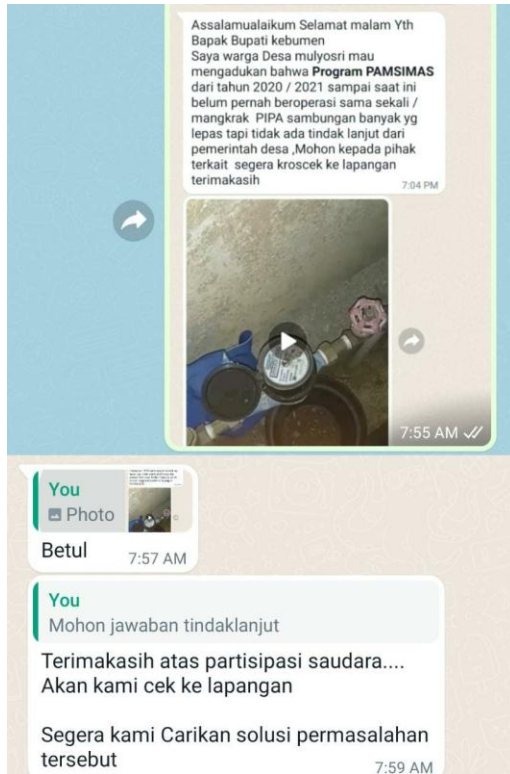 Assalamualaikum Selamat malam Yth
Bapak Bupati kebumen
Saya warga Desa mulyosri mau
mengadukan bahwa Program PAMSIMAS
dari tahun 2020 / 2021 sampai saat ini
belum pernah beroperasi sama sekali /
mangkrak PIPA sambungan banyak yg
lepas tapi tidak ada tindak lanjut dari
pemerintah desa ,Mohon kepada pihak
terkait segera kroscek ke lapangan
terimakasih
7:04 PM
7:55 AM
You
Photo
Betul
7:57 AM
You
Mohon jawaban tindaklanjut
Terimakasih atas partisipasi saudara....
Akan kami cek ke lapangan
Segera kami Carikan solusi permasalahan
tersebut
7:59 AM